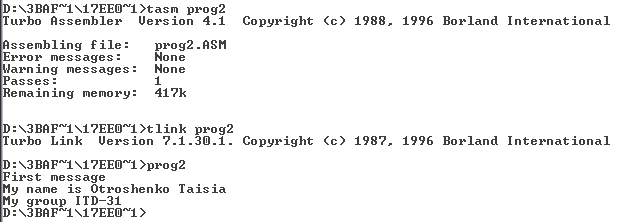 D:\3BAF~1\17EE0~1>tasm prog2
Turbo Assembler  Version 4.1  Copyright (c) 1988, 1996 Borland International
Assembling file:   prog2.ASM
Error messages:    None
Warning messages:  None
Passes:            1
Remaining memory:  417k
D:\3BAF~1\17EE0~1>tlink prog2
Turbo Link  Version 7.1.30.1. Copyright (c) 1987, 1996 Borland International
D:\3BAF~1\17EE0~1>prog2
First message
My name is Otroshenko Taisia
My group ITD-31
D:\3BAF~1\17EE0~1>